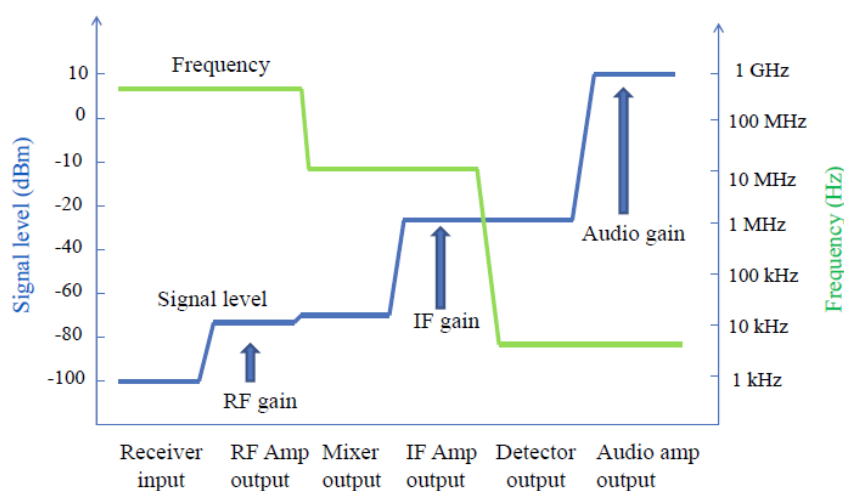 Signal level (dBm)
10
0
-10
-20
-40
-60
-80
-100
Frequency
Signal level
RF gain
IF gain
Audio gain
1 GHz
100 MHz
10 MHz
1 MHz
100 kHz
10 kHz
1 kHz
Frequency (Hz)
Receiver
input
RF Amp
output
Mixer
output
IF Amp
output
Detector
output
Audio amp
output